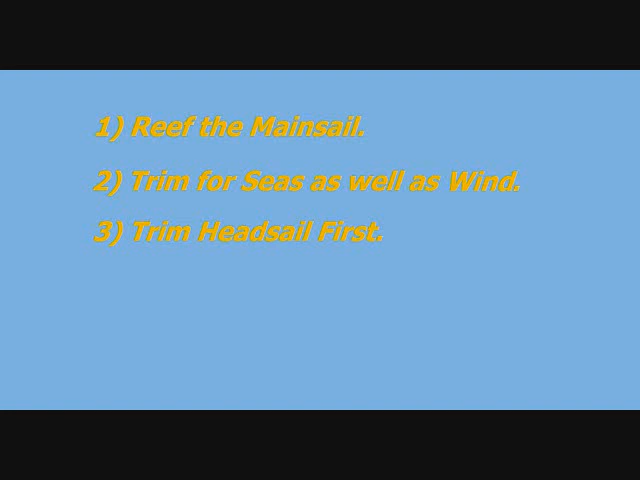 1) Reef the Mainsail.
2) Trim for Seas as well as Wind.
3) Trim Headsail First.